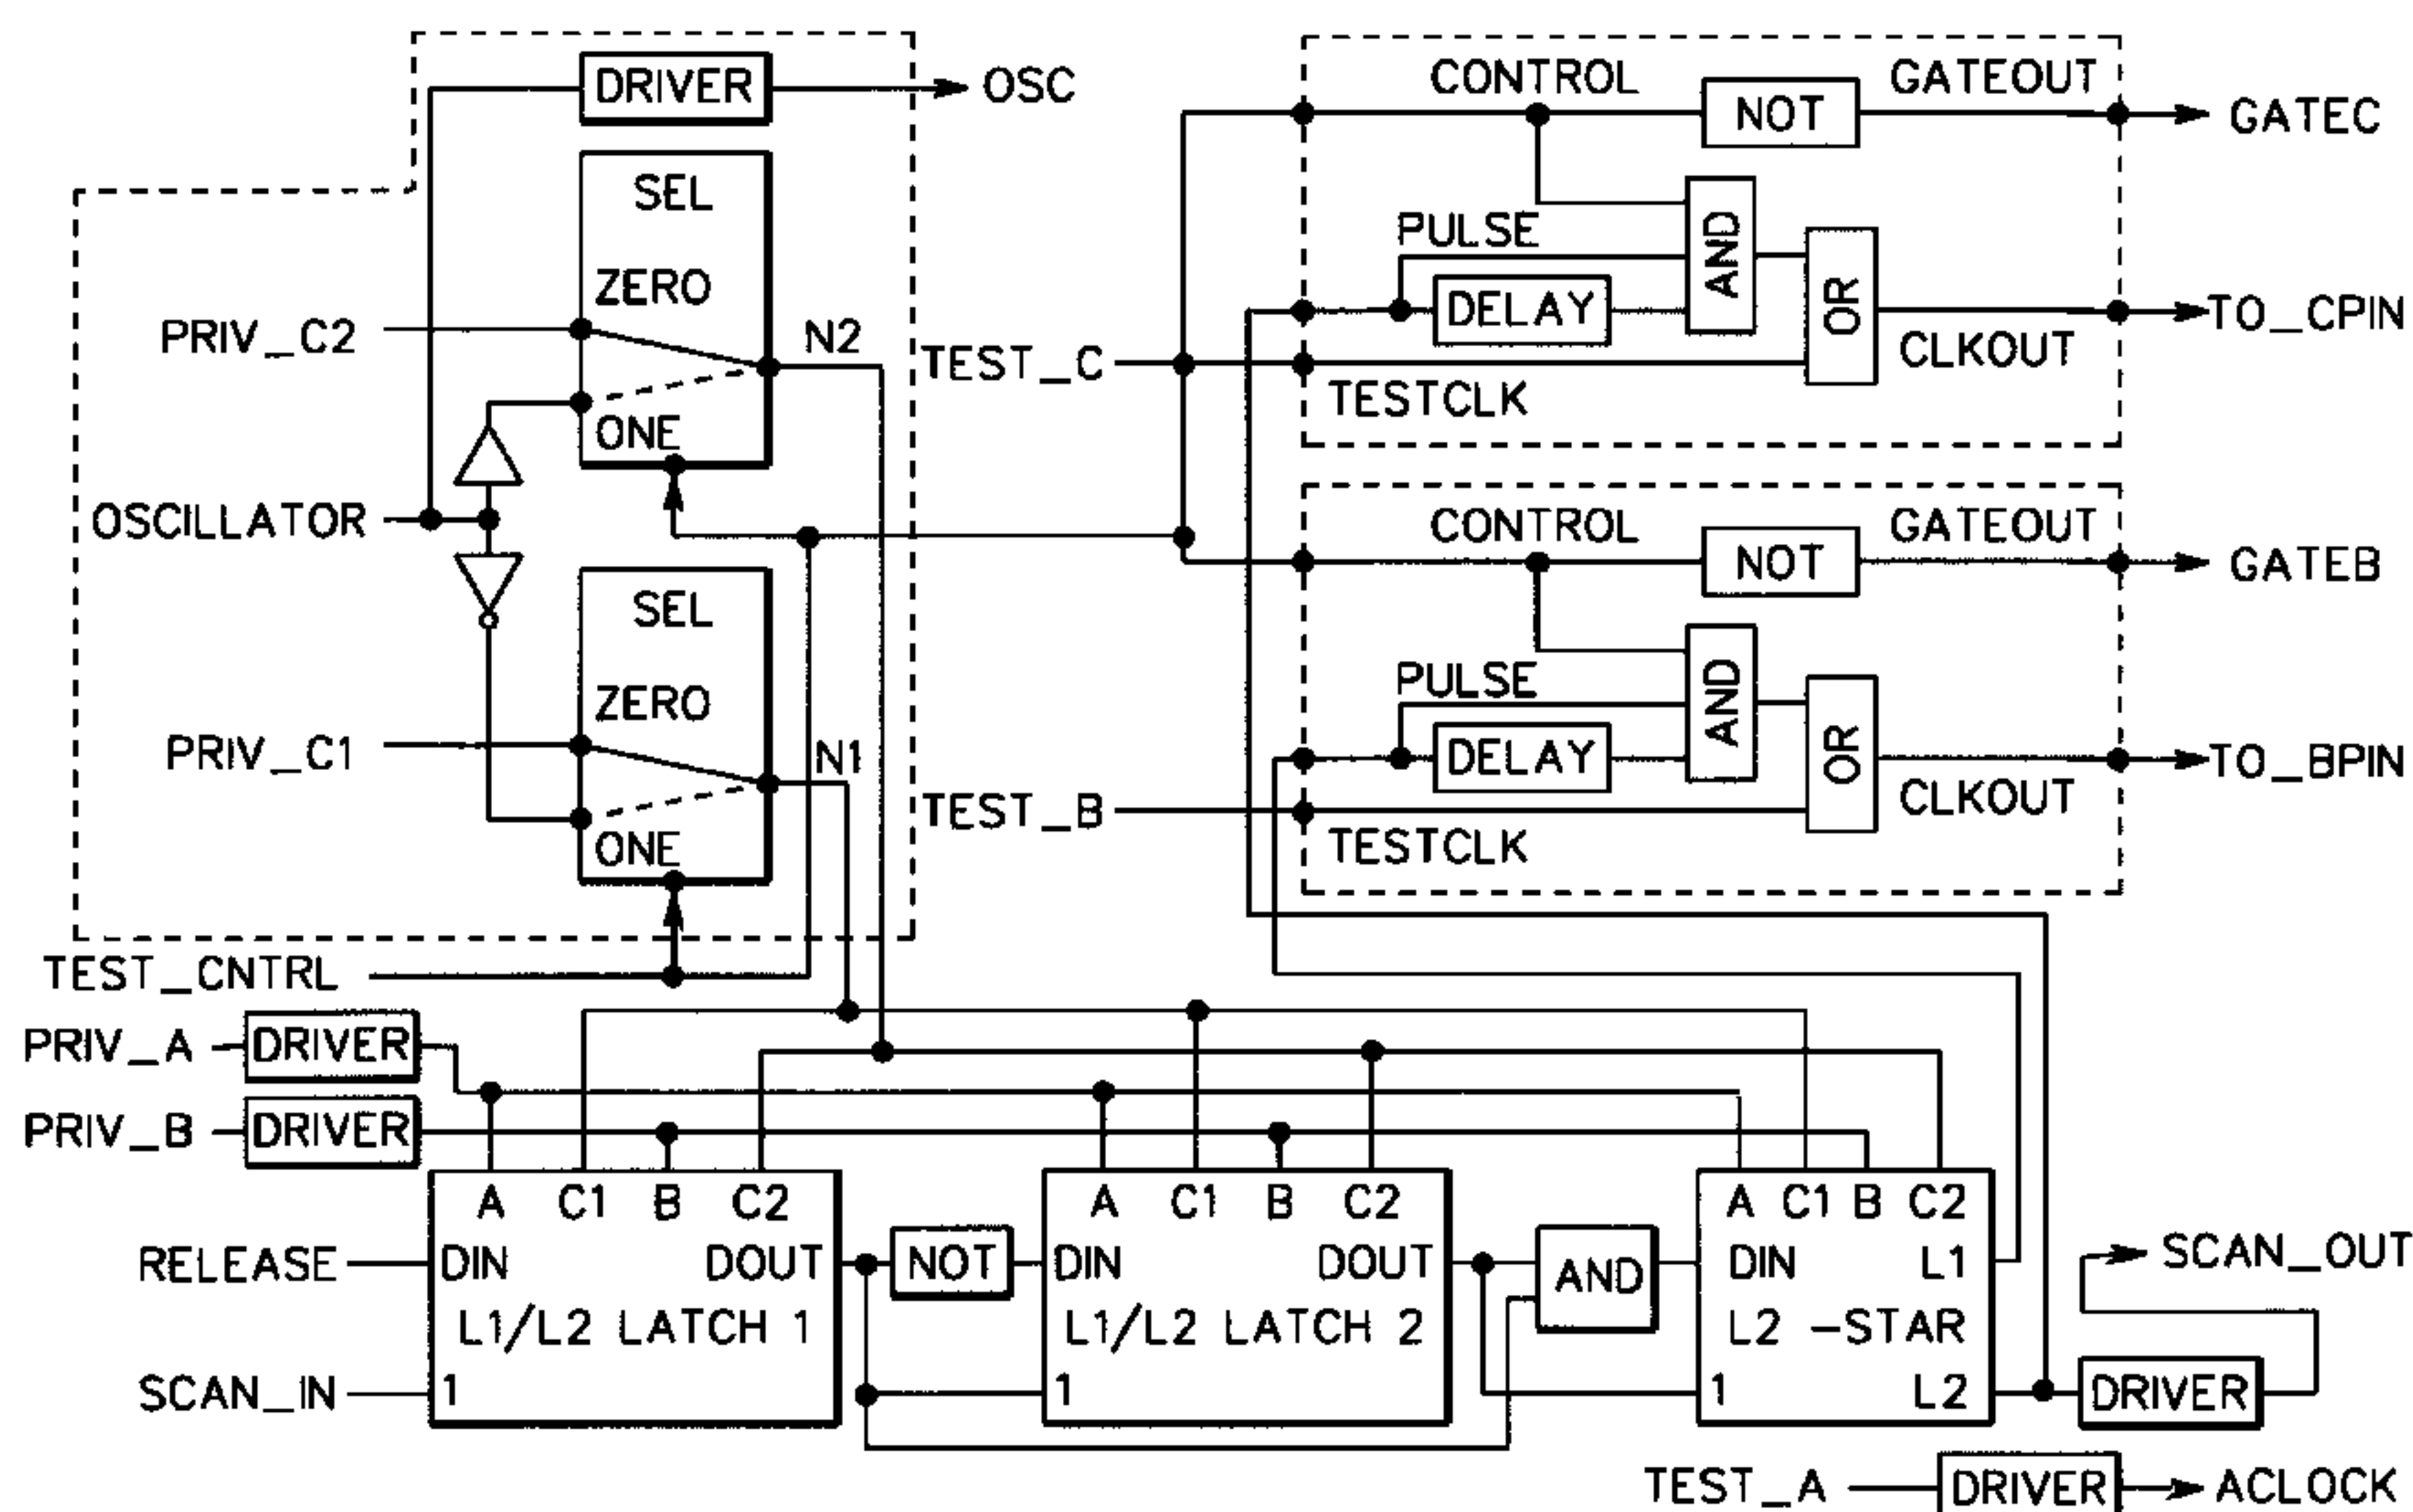 DRIVER
OSC
SEL
ZERO
PRIV_C2
N2
ONE
OSCILLATOR
SEL
ZERO
PRIV_C1
N1
ONE
TEST_CNTRL
CONTROL
NOT
GATEOUT
GATEC
PULSE
AND
DELAY
OR
TO_CPIN
TEST_C
CLKOUT
TESTCLK
CONTROL
NOT
GATEOUT
GATEB
PULSE
AND
DELAY
OR
TO_BPIN
TEST_B
CLKOUT
TESTCLK
PRIV_A
DRIVER
PRIV_B
DRIVER
A C1 B C2
RELEASE
DIN DOUT
L1/L2 LATCH 1
SCAN_IN
1
NOT
A C1 B C2
DIN DOUT
L1/L2 LATCH 2
1
AND
A C1 B C2
DIN L1
L2 -STAR
1 L2
SCAN_OUT
DRIVER
TEST_A
DRIVER
ACLOCK